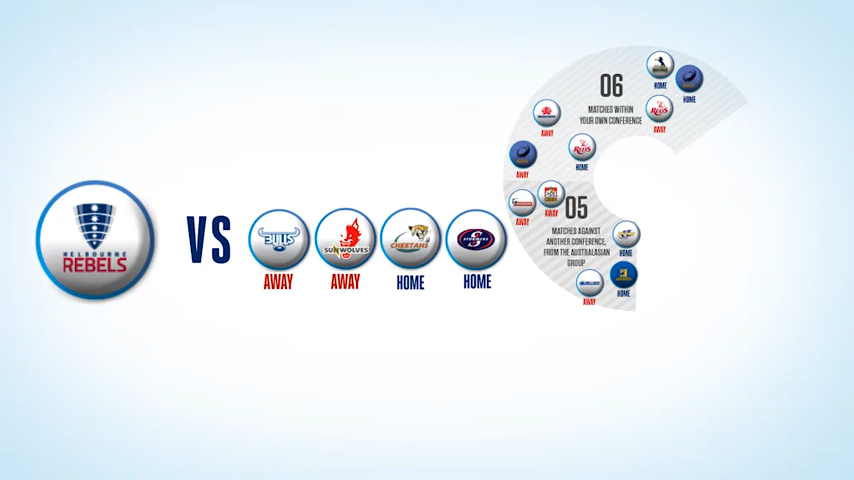 MELBOURNE
REBELS
VS
BULLS
AWAY
SUNWOLVES
AWAY
CHEETAHS
HOME
STORMERS
HOME
06
MATCHES WITHIN
YOUR OWN CONFERENCE
HOME
HOME
REDS
AWAY
AWAY
REDS
HOME
AWAY
AWAY
AWAY
05
MATCHES AGAINST
ANOTHER CONFERENCE,
FROM THE AUSTRALASIAN
GROUP
HOME
HOME
BLUES
AWAY